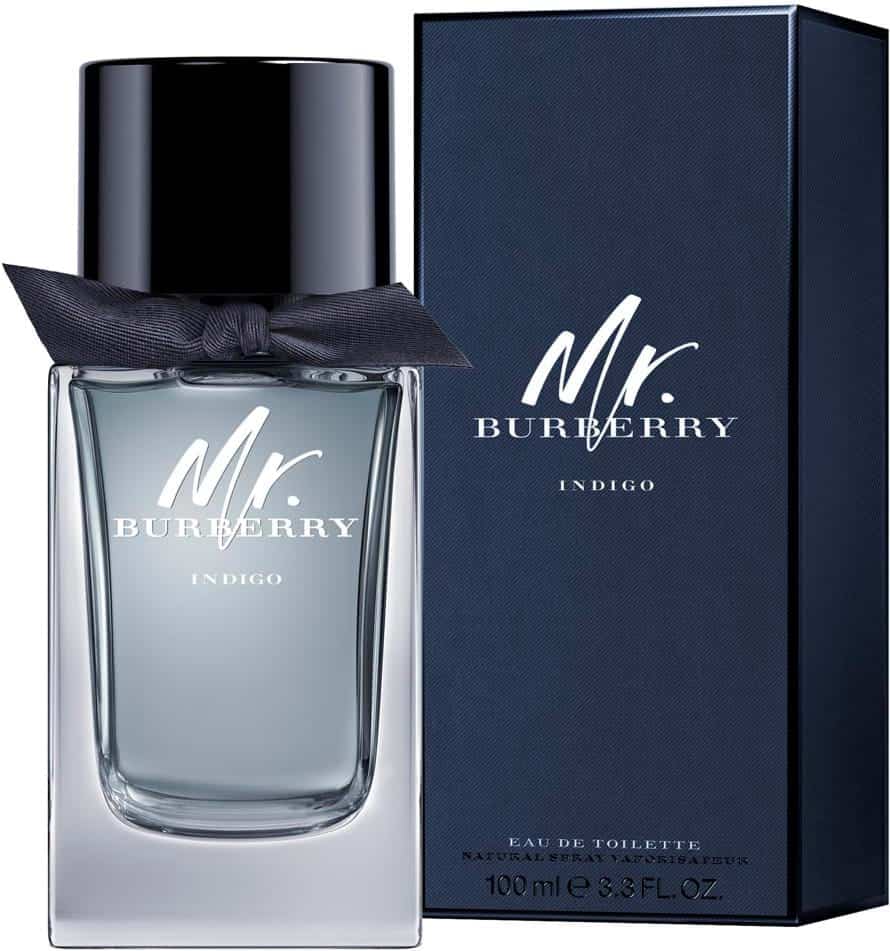 Mr.
BURBERRY
INDIGO
Mr.
BURBERRY
INDIGO
EAU DE TOILETTE
NATURAL SPRAY VAPORISATEUR
100 ml ℮ 3.3 FL.OZ.